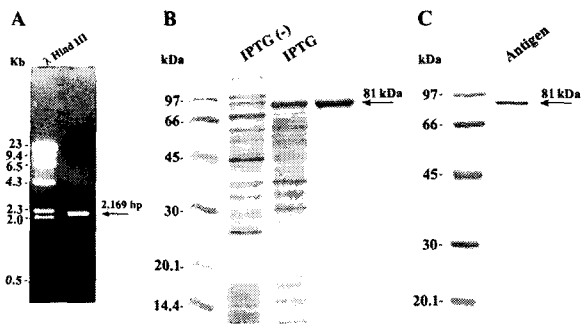 A
Kb
λ Hind III
23 -
9.4 -
6.5 -
4.3 -
2.3 -
2.0 -
0.5 -
2,169 bp
B
kDa
IPTG (-)
IPTG
97-
66-
45-
30-
20.1-
14.4-
81 kDa
C
kDa
Antigen
97-
66-
45-
30-
20.1-
81 kDa